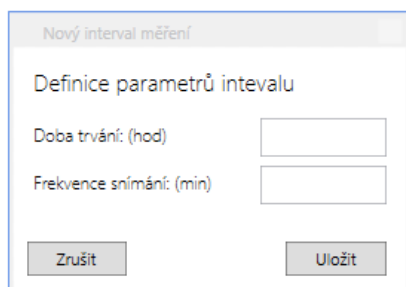 Nový interval měření
Definice parametrů intevalu
Doba trvání: (hod)
Frekvence snímání: (min)
Zrušit
Uložit